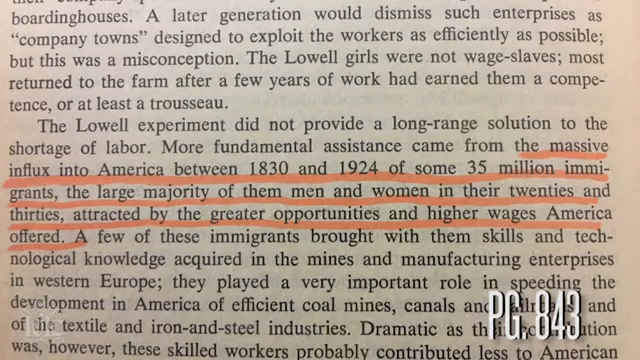 boardinghouses. A later generation would dismiss such enterprises as
“company towns” designed to exploit the workers as efficiently as possible;
but this was a misconception. The Lowell girls were not wage-slaves; most
returned to the farm after a few years of work had earned them a compe-
tence, or at least a trousseau.
The Lowell experiment did not provide a long-range solution to the
shortage of labor. More fundamental assistance came from the massive
influx into America between 1830 and 1924 of some 35 million immi-
grants, the large majority of them men and women in their twenties and
thirties, attracted by the greater opportunities and higher wages America
offered. A few of these immigrants brought with them skills and tech-
nological knowledge acquired in the mines and manufacturing enterprises
in western Europe; they played a very important role in speeding the
development in America of efficient coal mines, canals and and
of the textile and iron-and-steel industries. Dramatic as
was, however, these skilled workers probably contributed less to American
PG. 843